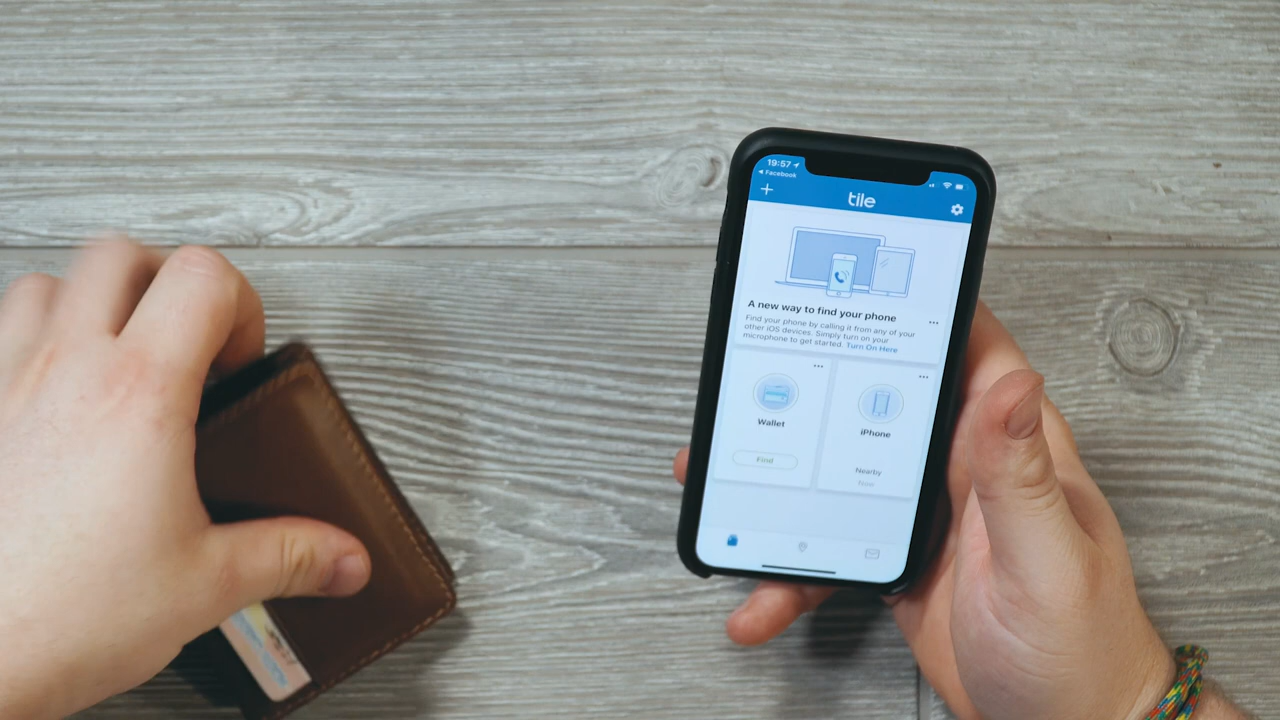 19:57
Facebook
tile
A new way to find your phone
Find your phone by calling it from any of your
other iOS devices. Simply turn on your
microphone to get started. Turn On Here
Wallet
Find
iPhone
Nearby
Now